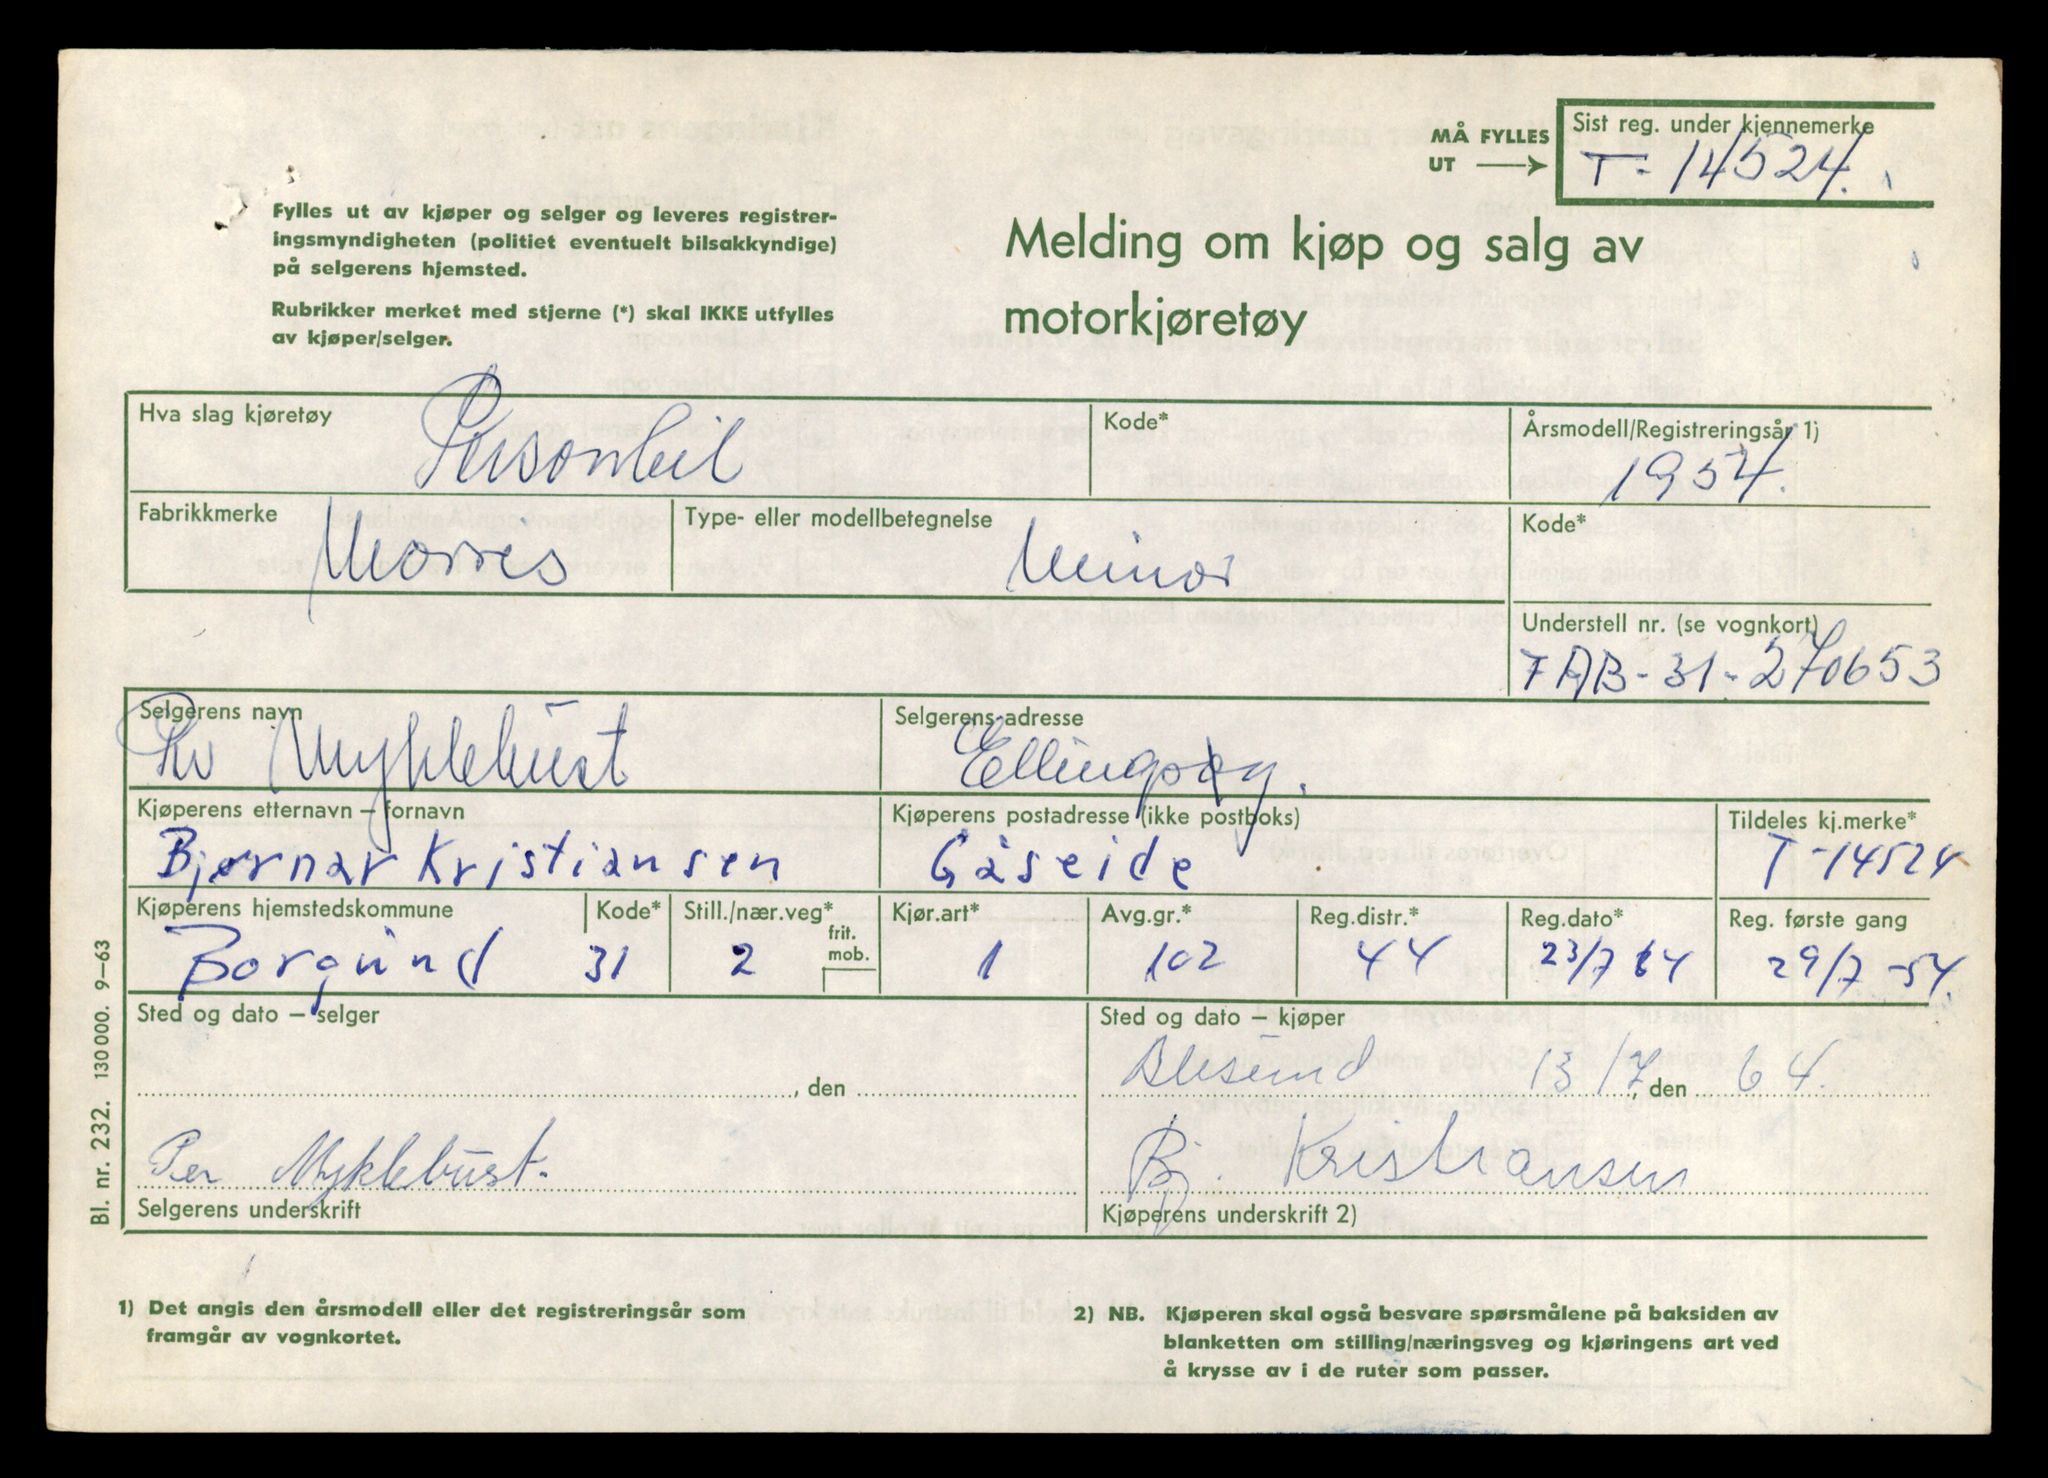 MÅ FYLLES
UT
Sist reg. under kjennemerke
T-14524.
Fylles ut av kjøper og selger og leveres registrer-
ingsmyndigheten (politiet eventuelt bilsakkyndige)
på selgerens hjemsted.
Rubrikker merket med stjerne (*) skal IKKE utfylles
av kjøper/selger.
Melding om kjøp og salg av
motorkjøretøy
Hva slag kjøretøy
Personbil
Kode*
Årsmodell/Registreringsår 1)
1954.
Fabrikkmerke
Morris
Type- eller modellbetegnelse
Minor
Kode*
Understell nr. (se vognkort)
FAB-31-270653
Selgerens navn
Per Myklebust
Selgerens adresse
Ellingsøy.
Kjøperens etternavn – fornavn
Bjørnar Kristiansen
Kjøperens postadresse (ikke postboks)
Gåseide
Tildeles kj.merke*
T-14524
Kjøperens hjemstedskommune
Borgund
Kode*
31
Still./nær.veg*
2
frit.
mob.
Kjør.art*
1
Avg.gr.*
102
Reg.distr.*
44
Reg.dato*
23/7 64
Reg. første gang
29/7-54.
Sted og dato – selger
, den
Per Myklebust.
Selgerens underskrift
Sted og dato – kjøper
Ålesund 13/7, den 64.
Bj. Kristiansen
Kjøperens underskrift 2)
Bl. nr. 232. 130 000. 9–63
1) Det angis den årsmodell eller det registreringsår som
framgår av vognkortet.
2) NB. Kjøperen skal også besvare spørsmålene på baksiden av
blanketten om stilling/næringsveg og kjøringens art ved
å krysse av i de ruter som passer.